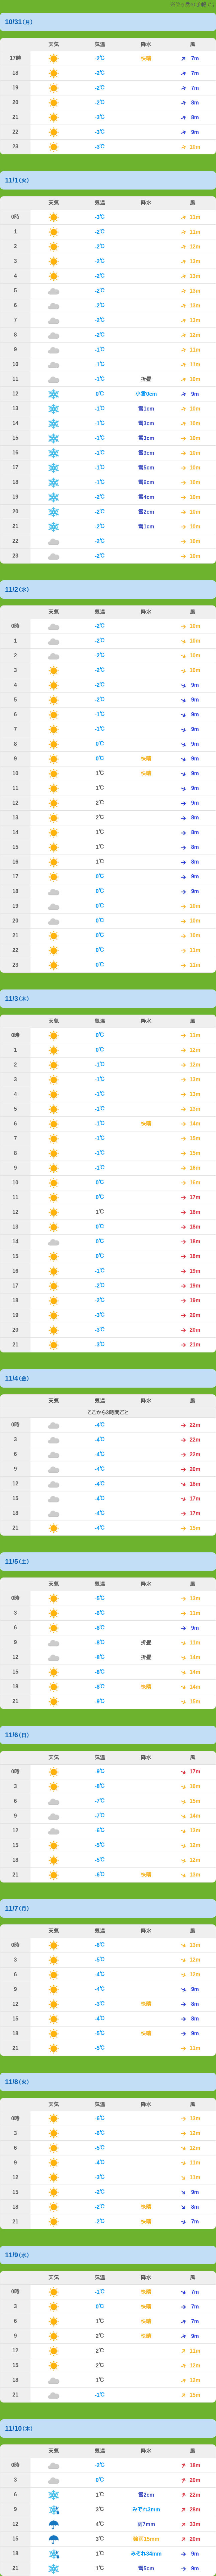 10/31(月)
天気 気温 降水 風
17時 -2℃ 快晴 7m
18 -2℃ 7m
19 -2℃ 7m
20 -2℃ 8m
21 -3℃ 8m
22 -3℃ 9m
23 -3℃ 10m
11/1(火)
天気 気温 降水 風
0時 -3℃ 11m
1 -2℃ 11m
2 -2℃ 12m
3 -2℃ 13m
4 -2℃ 13m
5 -2℃ 13m
6 -2℃ 13m
7 -2℃ 13m
8 -2℃ 12m
9 -1℃ 11m
10 -1℃ 11m
11 -1℃ 折曇 10m
12 0℃ 小雪0cm 9m
13 -1℃ 雪1cm 10m
14 -1℃ 雪3cm 10m
15 -1℃ 雪3cm 10m
16 -1℃ 雪3cm 10m
17 -1℃ 雪5cm 10m
18 -1℃ 雪6cm 10m
19 -2℃ 雪4cm 10m
20 -2℃ 雪2cm 10m
21 -2℃ 雪1cm 10m
22 -2℃ 10m
23 -2℃ 10m
11/2(水)
天気 気温 降水 風
0時 -2℃ 10m
1 -2℃ 10m
2 -2℃ 10m
3 -2℃ 10m
4 -2℃ 9m
5 -2℃ 9m
6 -1℃ 9m
7 -1℃ 9m
8 0℃ 9m
9 0℃ 快晴 9m
10 1℃ 快晴 9m
11 1℃ 9m
12 2℃ 9m
13 2℃ 8m
14 1℃ 8m
15 1℃ 8m
16 1℃ 8m
17 0℃ 9m
18 0℃ 9m
19 0℃ 10m
20 0℃ 10m
21 0℃ 10m
22 0℃ 11m
23 0℃ 11m
11/3(木)
天気 気温 降水 風
0時 0℃ 11m
1 0℃ 12m
2 -1℃ 12m
3 -1℃ 13m
4 -1℃ 13m
5 -1℃ 13m
6 -1℃ 快晴 14m
7 -1℃ 15m
8 -1℃ 15m
9 -1℃ 16m
10 0℃ 16m
11 0℃ 17m
12 1℃ 18m
13 0℃ 18m
14 0℃ 18m
15 0℃ 18m
16 -1℃ 19m
17 -2℃ 19m
18 -2℃ 19m
19 -3℃ 20m
20 -3℃ 20m
21 -3℃ 21m
11/4(金)
天気 気温 降水 風
ここから3時間ごと
0時 -4℃ 22m
3 -4℃ 22m
6 -4℃ 22m
9 -4℃ 20m
12 -4℃ 18m
15 -4℃ 17m
18 -4℃ 17m
21 -4℃ 15m
11/5(土)
天気 気温 降水 風
0時 -5℃ 13m
3 -6℃ 11m
6 -8℃ 9m
9 -8℃ 折曇 11m
12 -8℃ 折曇 14m
15 -8℃ 14m
18 -8℃ 快晴 14m
21 -9℃ 15m
11/6(日)
天気 気温 降水 風
0時 -9℃ 17m
3 -8℃ 16m
6 -7℃ 15m
9 -7℃ 14m
12 -6℃ 13m
15 -5℃ 12m
18 -5℃ 12m
21 -6℃ 快晴 13m
11/7(月)
天気 気温 降水 風
0時 -6℃ 13m
3 -5℃ 12m
6 -4℃ 12m
9 -4℃ 9m
12 -3℃ 快晴 8m
15 -4℃ 8m
18 -5℃ 快晴 9m
21 -5℃ 11m
11/8(火)
天気 気温 降水 風
0時 -6℃ 13m
3 -6℃ 12m
6 -5℃ 12m
9 -4℃ 11m
12 -3℃ 11m
15 -2℃ 9m
18 -2℃ 快晴 8m
21 -2℃ 快晴 7m
11/9(水)
天気 気温 降水 風
0時 -1℃ 快晴 7m
3 0℃ 快晴 7m
6 1℃ 快晴 7m
9 2℃ 快晴 9m
12 2℃ 11m
15 2℃ 12m
18 1℃ 12m
21 -1℃ 15m
11/10(木)
天気 気温 降水 風
0時 -2℃ 18m
3 0℃ 20m
6 1℃ 雪2cm 22m
9 3℃ みぞれ3mm 28m
12 4℃ 雨7mm 33m
15 3℃ 強雨15mm 20m
18 1℃ みぞれ34mm 9m
21 1℃ 雪5cm 9m